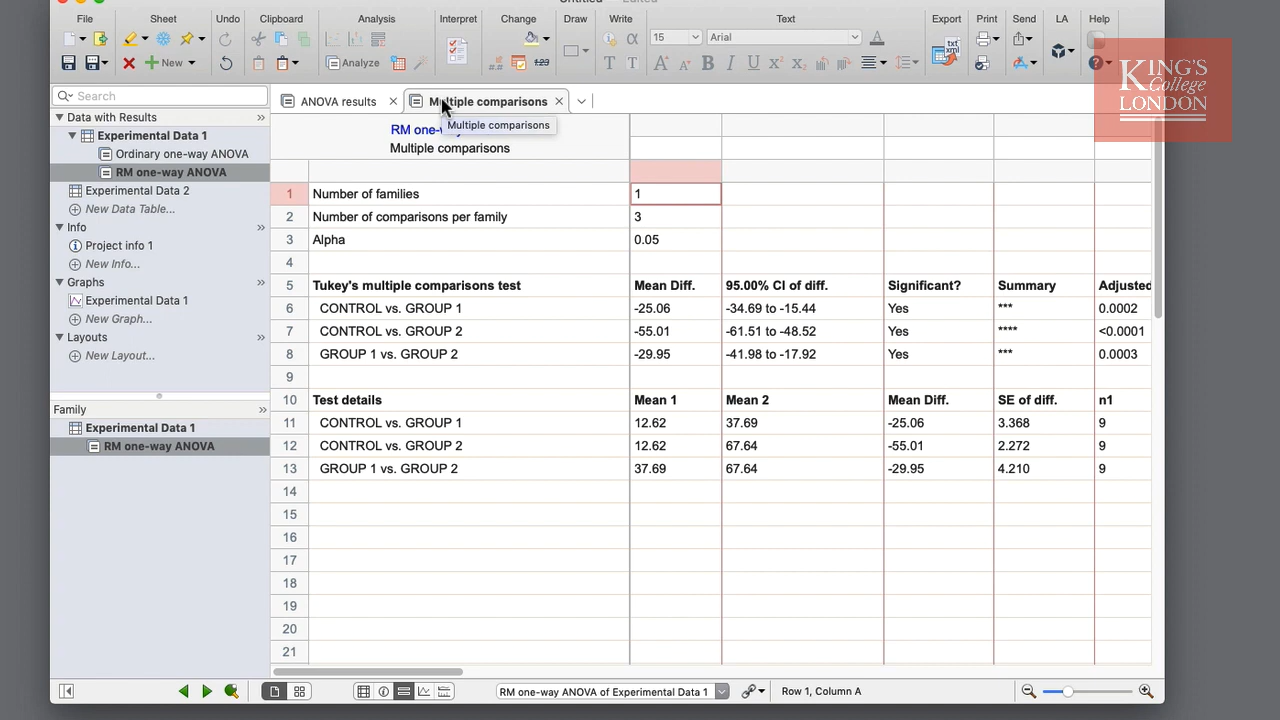 Untitled — Edited
File Sheet Undo Clipboard Analysis Interpret Change Draw Write Text Export Print Send LA Help
15 Arial
New Analyze
Search
ANOVA results Multiple comparisons
Multiple comparisons
KING'S
College
LONDON
Data with Results
Experimental Data 1
Ordinary one-way ANOVA
RM one-way ANOVA
Experimental Data 2
New Data Table...
Info
Project info 1
New Info...
Graphs
Experimental Data 1
New Graph...
Layouts
New Layout...
Family
Experimental Data 1
RM one-way ANOVA
RM one-w
Multiple comparisons
1 Number of families 1
2 Number of comparisons per family 3
3 Alpha 0.05
4
5 Tukey's multiple comparisons test Mean Diff. 95.00% CI of diff. Significant? Summary Adjusted
6 CONTROL vs. GROUP 1 -25.06 -34.69 to -15.44 Yes *** 0.0002
7 CONTROL vs. GROUP 2 -55.01 -61.51 to -48.52 Yes **** <0.0001
8 GROUP 1 vs. GROUP 2 -29.95 -41.98 to -17.92 Yes *** 0.0003
9
10 Test details Mean 1 Mean 2 Mean Diff. SE of diff. n1
11 CONTROL vs. GROUP 1 12.62 37.69 -25.06 3.368 9
12 CONTROL vs. GROUP 2 12.62 67.64 -55.01 2.272 9
13 GROUP 1 vs. GROUP 2 37.69 67.64 -29.95 4.210 9
14
15
16
17
18
19
20
21
RM one-way ANOVA of Experimental Data 1 Row 1, Column A